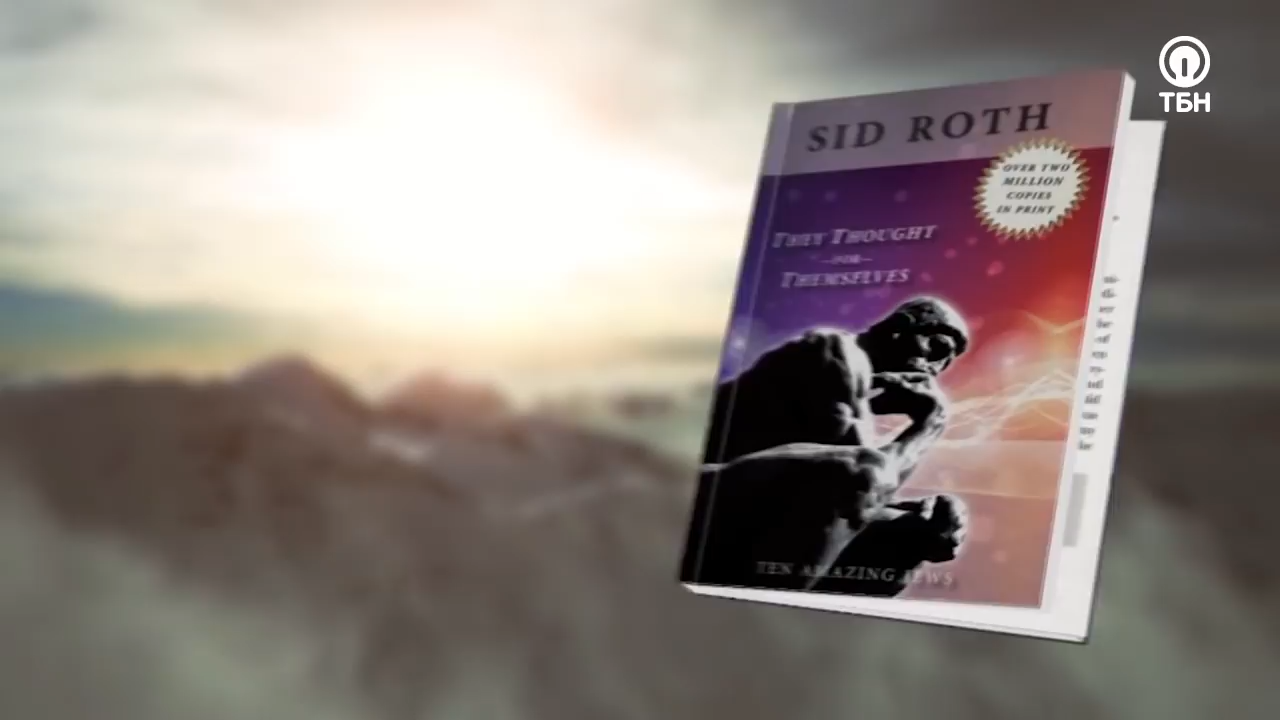 SID ROTH
OVER TWO
MILLION
COPIES
IN PRINT
THEY THOUGHT
—FOR—
THEMSELVES
TEN AMAZING JEWS
ТБН